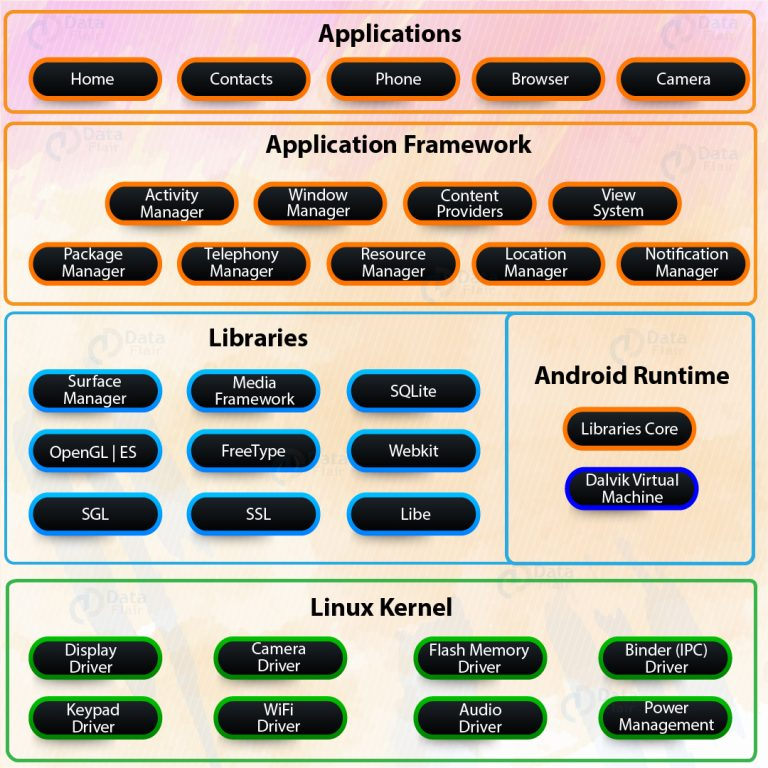 Applications
Home
Contacts
Phone
Browser
Camera
Application Framework
Activity
Manager
Window
Manager
Content
Providers
View
System
Package
Manager
Telephony
Manager
Resource
Manager
Location
Manager
Notification
Manager
Libraries
Surface
Manager
Media
Framework
SQLite
OpenGL | ES
FreeType
Webkit
SGL
SSL
Libe
Android Runtime
Libraries Core
Dalvik Virtual
Machine
Linux Kernel
Display
Driver
Camera
Driver
Flash Memory
Driver
Binder (IPC)
Driver
Keypad
Driver
WiFi
Driver
Audio
Driver
Power
Management
Data
Flair